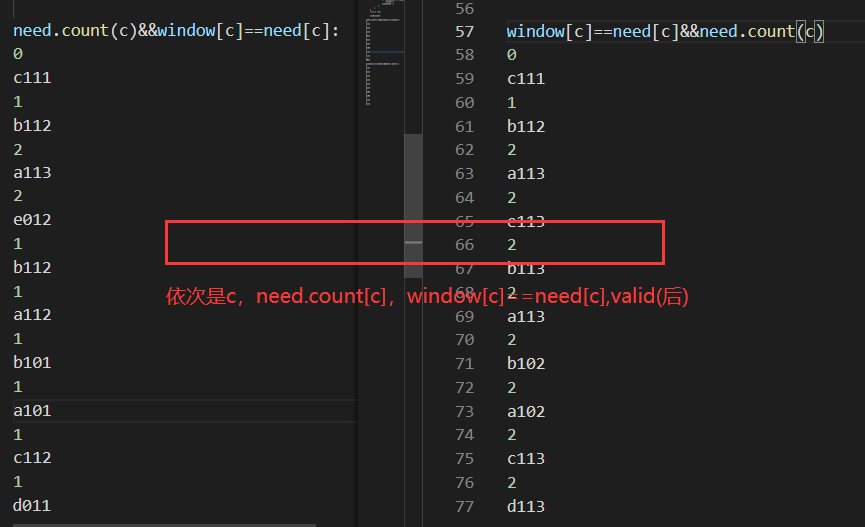 need.count(c)&&window[c]==need[c]:
0
c111
1
b112
2
a113
2
e012
1
b112
1
a112
1
b101
1
a101
1
c112
1
d011
56
57 window[c]==need[c]&&need.count(c)
58 0
59 c111
60 1
61 b112
62 2
63 a113
64 2
65 e113
66 2
67 b113
68 2
69 a113
70 2
71 b102
72 2
73 a102
74 2
75 c113
76 2
77 d113
依次是c，need.count[c]，window[c]==need[c],valid(后)